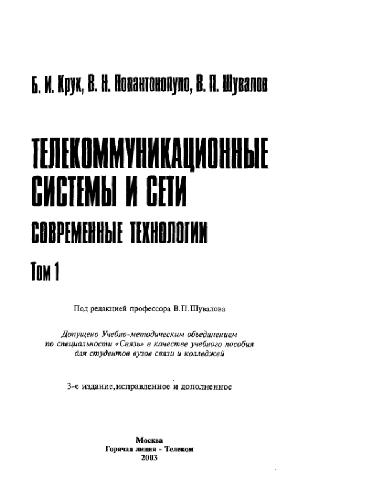 Б. И. Крук, В. Н. Попантонопуло, В. П. Шувалов
ТЕЛЕКОММУНИКАЦИОННЫЕ
СИСТЕМЫ И СЕТИ
СОВРЕМЕННЫЕ ТЕХНОЛОГИИ
Том 1
Под редакцией профессора В.П.Шувалова
Допущено Учебно-методическим объединением
по специальности «Связь» в качестве учебного пособия
для студентов вузов связи и колледжей
3-е издание,исправленное и дополненное
Москва
Горячая линия - Телеком
2003